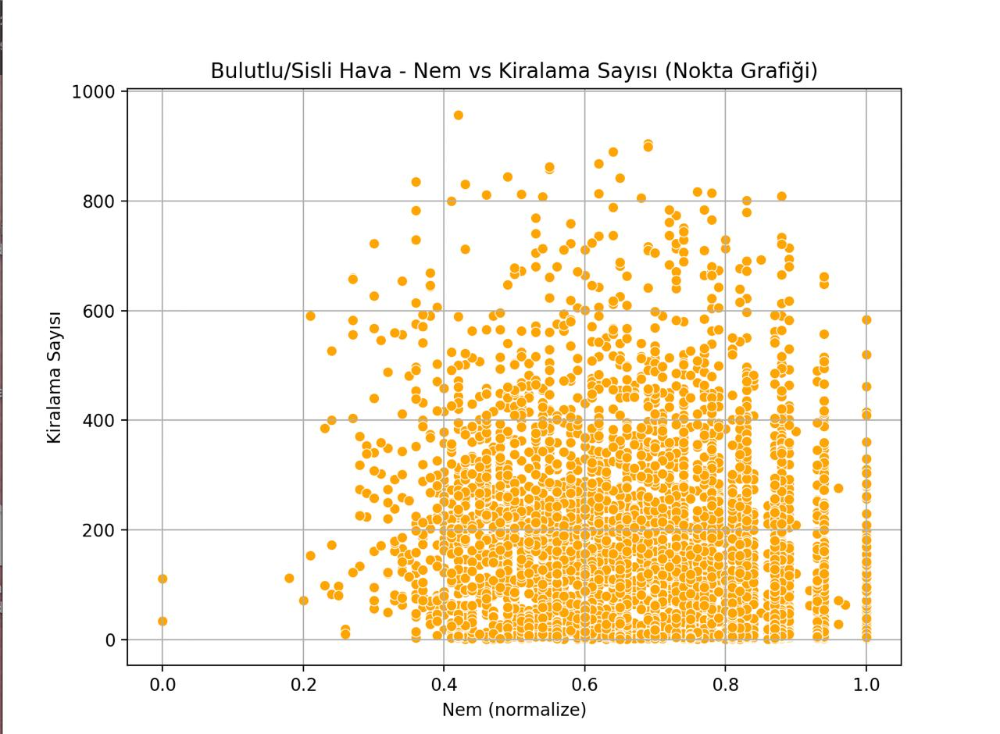 Bulutlu/Sisli Hava - Nem vs Kiralama Sayısı (Nokta Grafiği)
1000
800
600
400
200
0
Kiralama Sayısı
0.0 0.2 0.4 0.6 0.8 1.0
Nem (normalize)